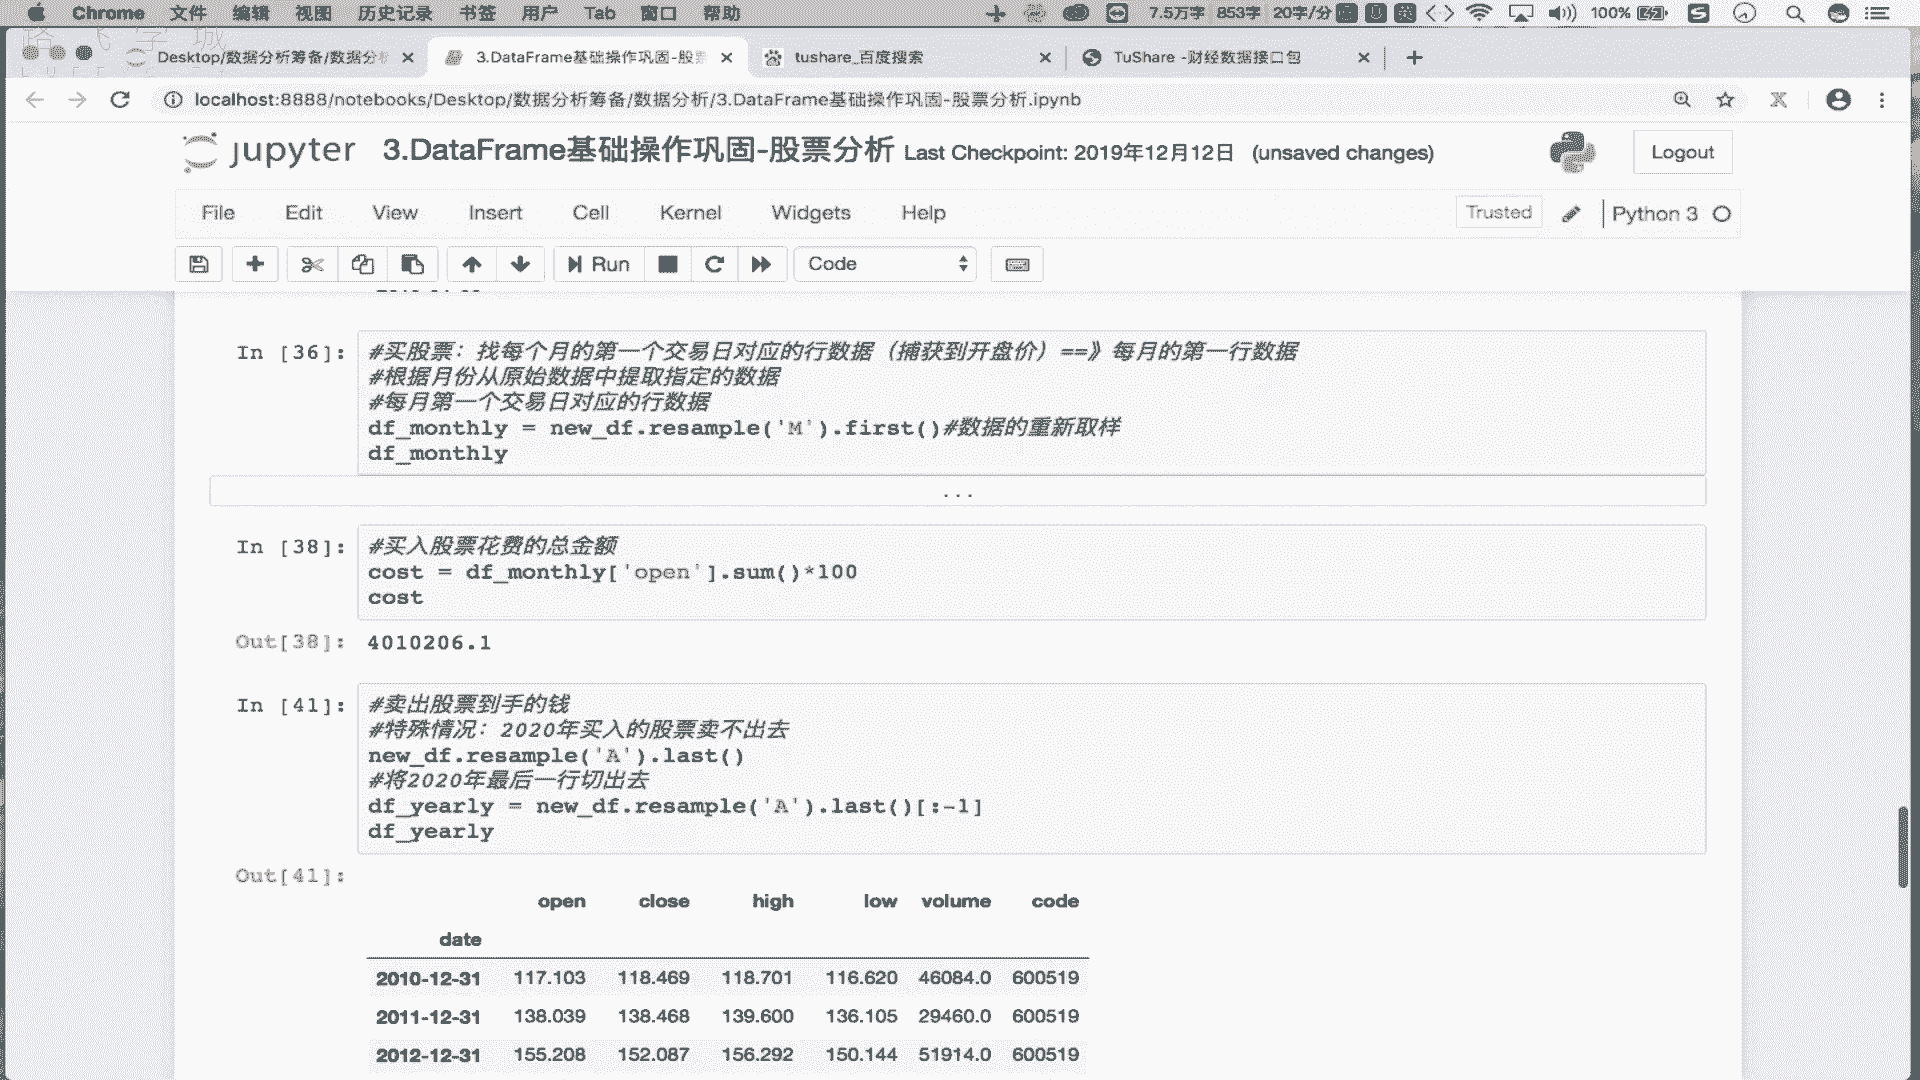 Chrome 文件 编辑 视图 历史记录 书签 用户 Tab 窗口 帮助 7.5万字 853字 20字/分 英 100%
路飞学城
Desktop/数据分析筹备/数据分析 3.DataFrame基础操作巩固-股票 tushare_百度搜索 TuShare -财经数据接口包
localhost:8888/notebooks/Desktop/数据分析筹备/数据分析/3.DataFrame基础操作巩固-股票分析.ipynb
jupyter 3.DataFrame基础操作巩固-股票分析 Last Checkpoint: 2019年12月12日 (unsaved changes) Logout
File Edit View Insert Cell Kernel Widgets Help Trusted Python 3
Run Code
In [36]: #买股票：找每个月的第一个交易日对应的行数据（捕获到开盘价）==》每月的第一行数据
#根据月份从原始数据中提取指定的数据
#每月第一个交易日对应的行数据
df_monthly = new_df.resample('M').first()#数据的重新取样
df_monthly
...
In [38]: #买入股票花费的总金额
cost = df_monthly['open'].sum()*100
cost
Out[38]: 4010206.1
In [41]: #卖出股票到手的钱
#特殊情况：2020年买入的股票卖不出去
new_df.resample('A').last()
#将2020年最后一行切出去
df_yearly = new_df.resample('A').last()[:-1]
df_yearly
Out[41]:
open close high low volume code
date
2010-12-31 117.103 118.469 118.701 116.620 46084.0 600519
2011-12-31 138.039 138.468 139.600 136.105 29460.0 600519
2012-12-31 155.208 152.087 156.292 150.144 51914.0 600519